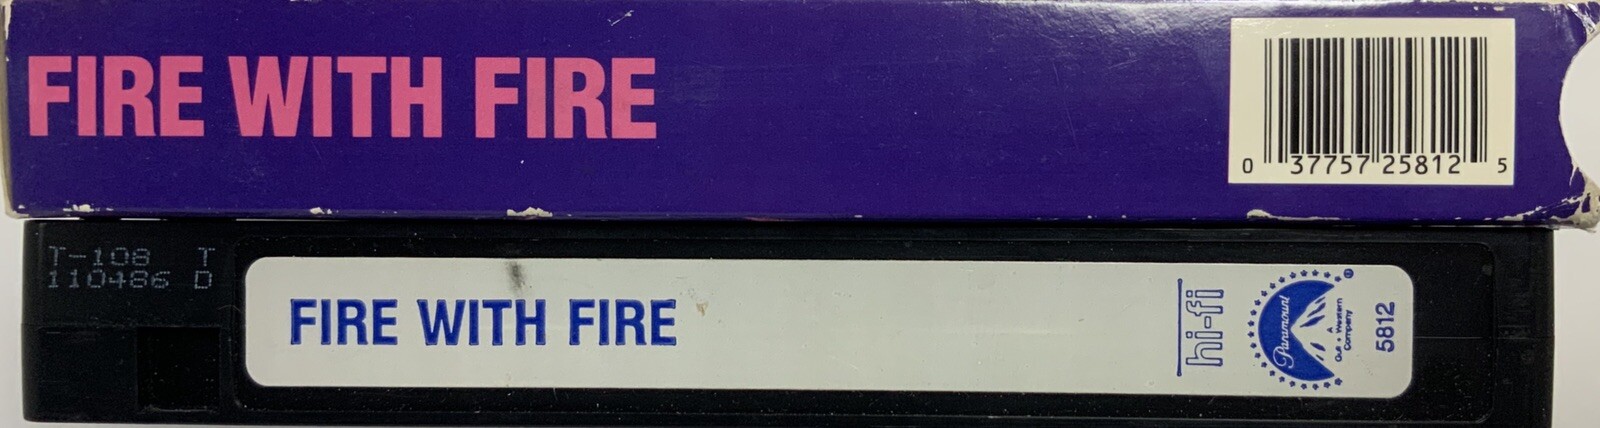 FIRE WITH FIRE
0 37757 25812 5
T-108 T
110486 D
FIRE WITH FIRE
hi-fi
Paramount
®
A
Gulf + Western
Company
5812